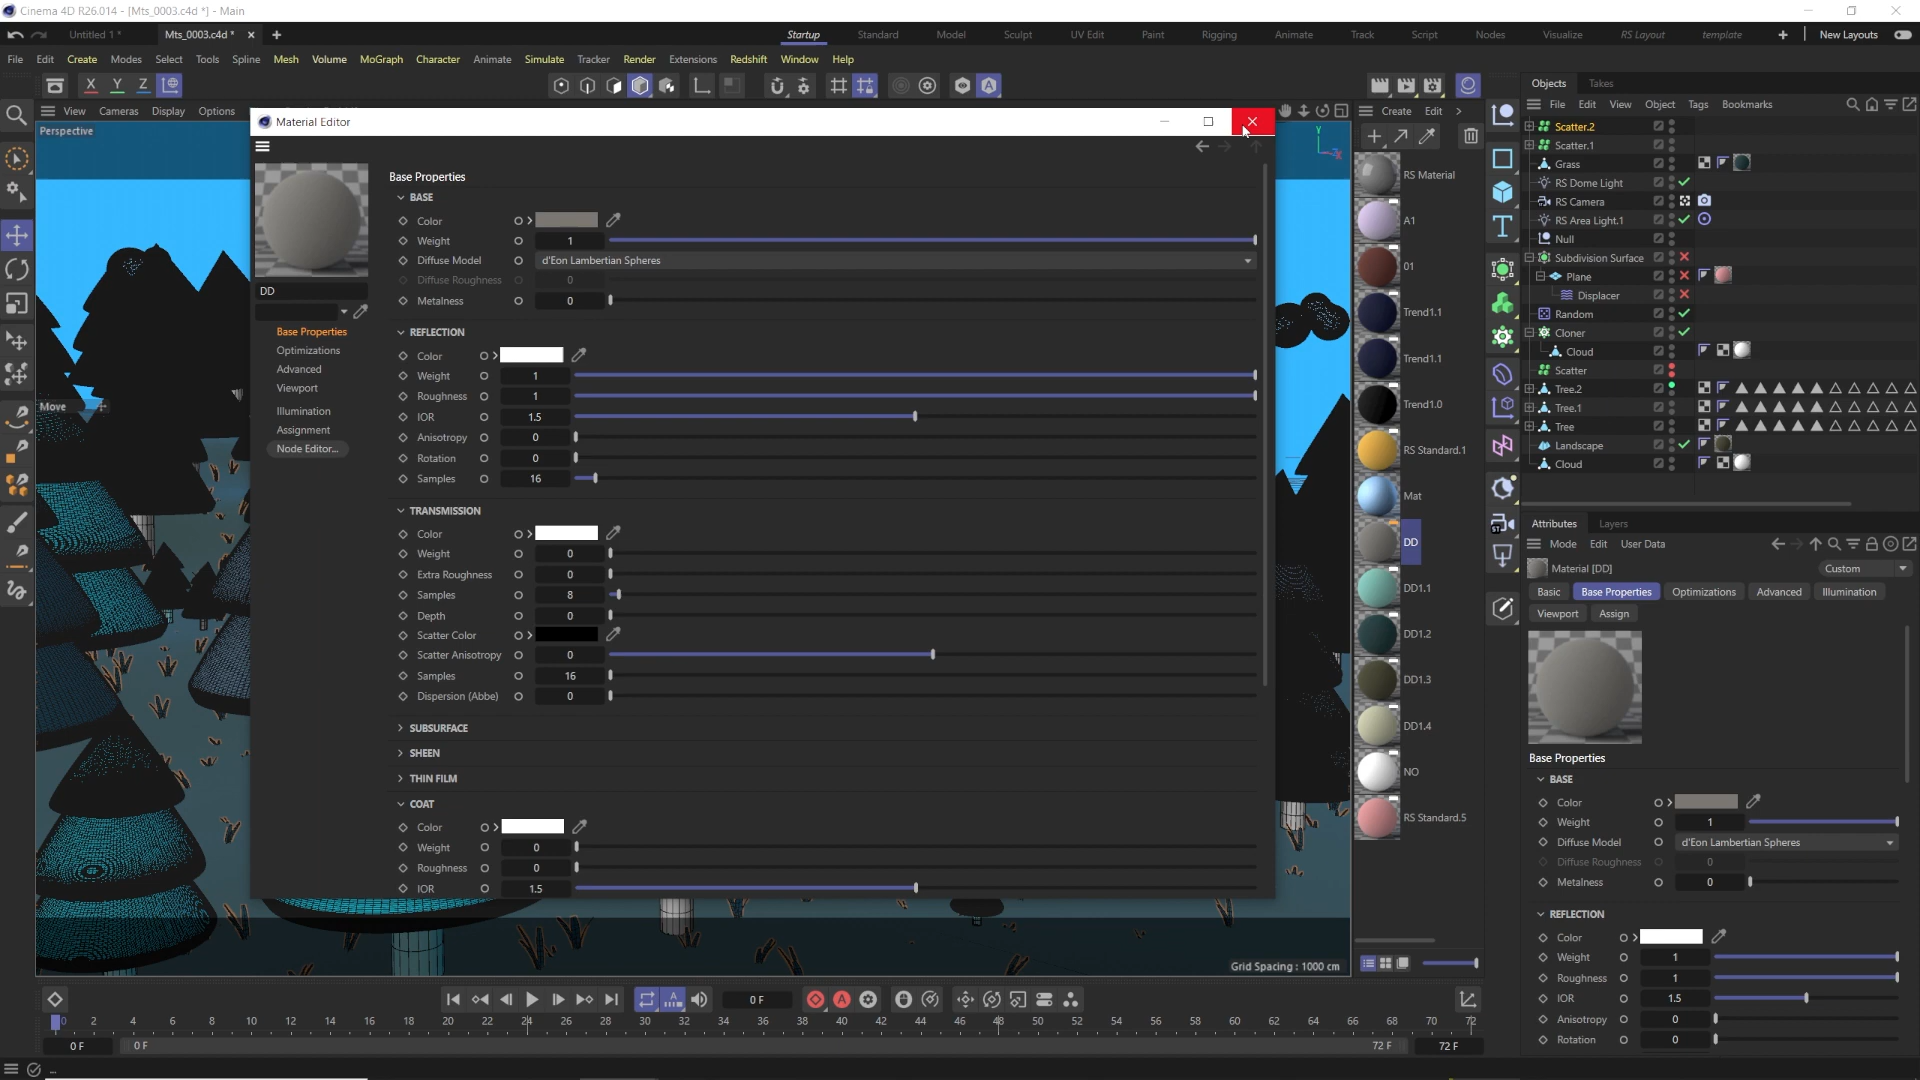 Cinema 4D R26.014 - [Mts_0003.c4d *] - Main
Untitled 1 *
Mts_0003.c4d *
Startup Standard Model Sculpt UV Edit Paint Rigging Animate Track Script Nodes Visualize RS Layout template New Layouts
File Edit Create Modes Select Tools Spline Mesh Volume MoGraph Character Animate Simulate Tracker Render Extensions Redshift Window Help
X Y Z
View Cameras Display Options
Perspective
Move
Grid Spacing : 1000 cm
Material Editor
DD
Base Properties
Optimizations
Advanced
Viewport
Illumination
Assignment
Node Editor...
Base Properties
BASE
Color
Weight 1
Diffuse Model d'Eon Lambertian Spheres
Diffuse Roughness 0
Metalness 0
REFLECTION
Color
Weight 1
Roughness 1
IOR 1.5
Anisotropy 0
Rotation 0
Samples 16
TRANSMISSION
Color
Weight 0
Extra Roughness 0
Samples 8
Depth 0
Scatter Color
Scatter Anisotropy 0
Samples 16
Dispersion (Abbe) 0
SUBSURFACE
SHEEN
THIN FILM
COAT
Color
Weight 0
Roughness 0
IOR 1.5
Create Edit
RS Material
A1
01
Trend1.1
Trend1.1
Trend1.0
RS Standard.1
Mat
DD
DD1.1
DD1.2
DD1.3
DD1.4
NO
RS Standard.5
Objects Takes
File Edit View Object Tags Bookmarks
Scatter.2
Scatter.1
Grass
RS Dome Light
RS Camera
RS Area Light.1
Null
Subdivision Surface
Plane
Displacer
Random
Cloner
Cloud
Scatter
Tree.2
Tree.1
Tree
Landscape
Cloud
Attributes Layers
Mode Edit User Data
Material [DD] Custom
Basic Base Properties Optimizations Advanced Illumination
Viewport Assign
Base Properties
BASE
Color
Weight 1
Diffuse Model d'Eon Lambertian Spheres
Diffuse Roughness 0
Metalness 0
REFLECTION
Color
Weight 1
Roughness 1
IOR 1.5
Anisotropy 0
Rotation 0
0 F
0 2 4 6 8 10 12 14 16 18 20 22 24 26 28 30 32 34 36 38 40 42 44 46 48 50 52 54 56 58 60 62 64 66 68 70 72
0 F 0 F 72 F 72 F